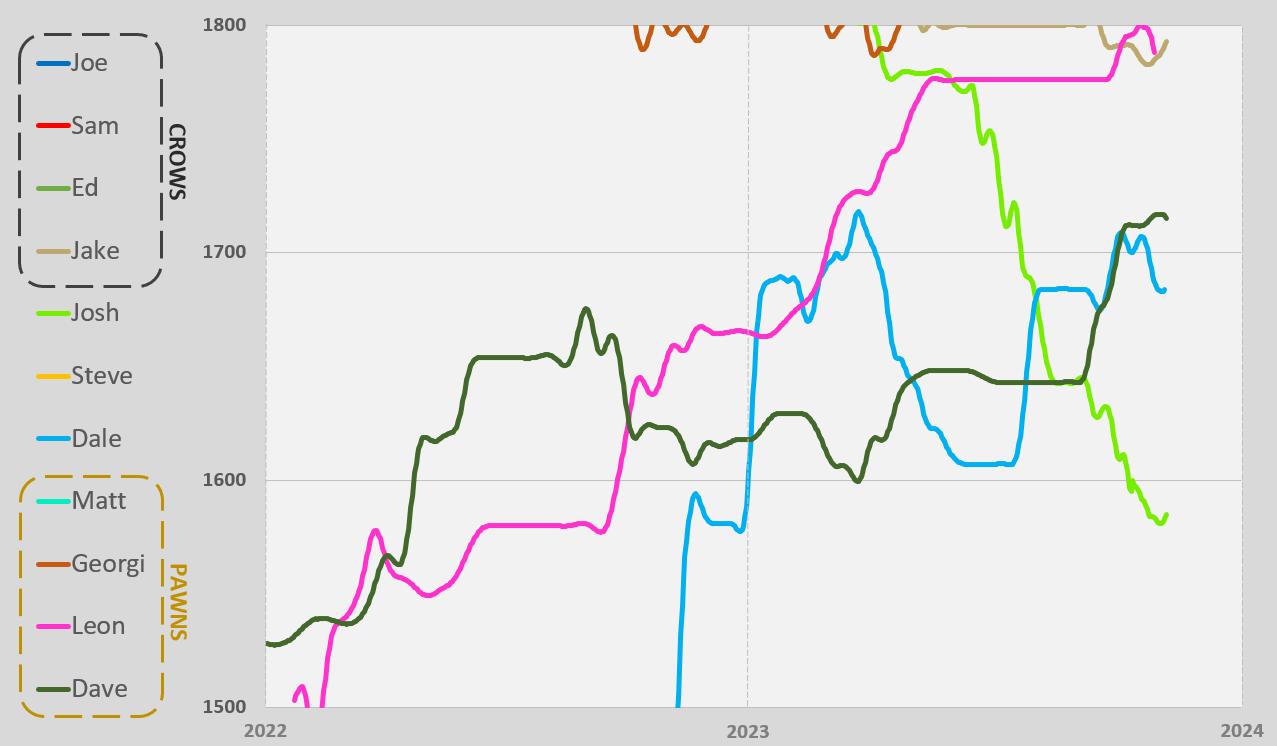 Joe
Sam
Ed
Jake
CROWS
Josh
Steve
Dale
Matt
Georgi
Leon
Dave
PAWNS
1800
1700
1600
1500
2022
2023
2024